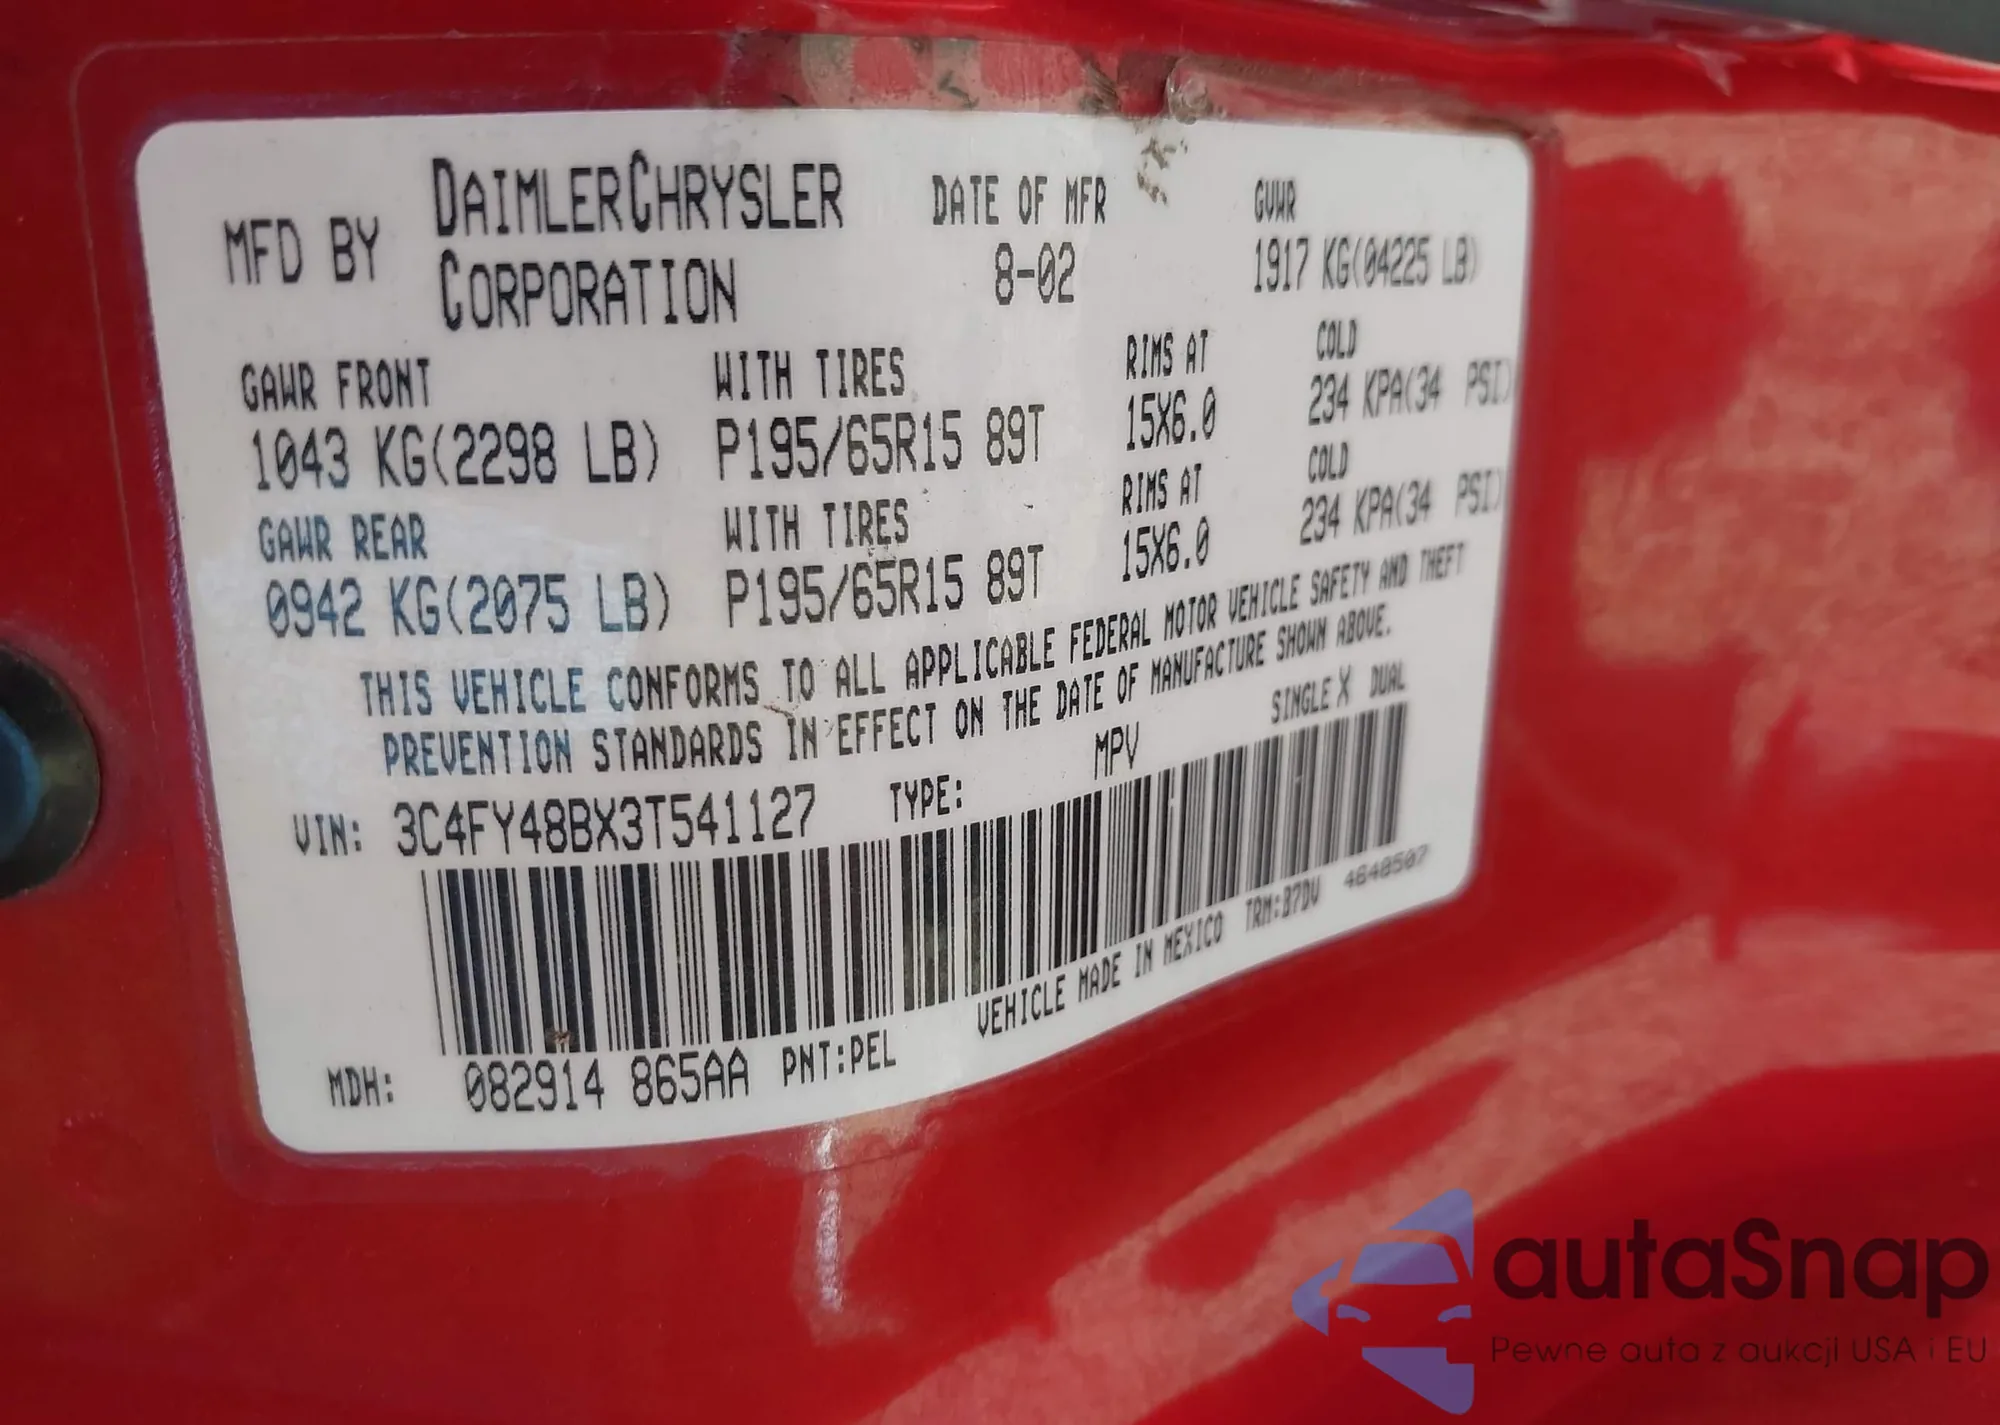 MFD BY DAIMLERCHRYSLER CORPORATION
DATE OF MFR 8-02
GVWR 1917 KG(04225 LB)
GAWR FRONT WITH TIRES RIMS AT COLD
1043 KG(2298 LB) P195/65R15 89T 15X6.0 234 KPA(34 PSI)
GAWR REAR WITH TIRES RIMS AT COLD
0942 KG(2075 LB) P195/65R15 89T 15X6.0 234 KPA(34 PSI)
THIS VEHICLE CONFORMS TO ALL APPLICABLE FEDERAL MOTOR VEHICLE SAFETY AND THEFT
PREVENTION STANDARDS IN EFFECT ON THE DATE OF MANUFACTURE SHOWN ABOVE.
VIN: 3C4FY48BX3T541127 TYPE: MPV SINGLE X DUAL
MDH: 082914 865AA PNT:PEL VEHICLE MADE IN MEXICO TRM:B7DV 4648507
autaSnap
Pewne auta z aukcji USA i EU